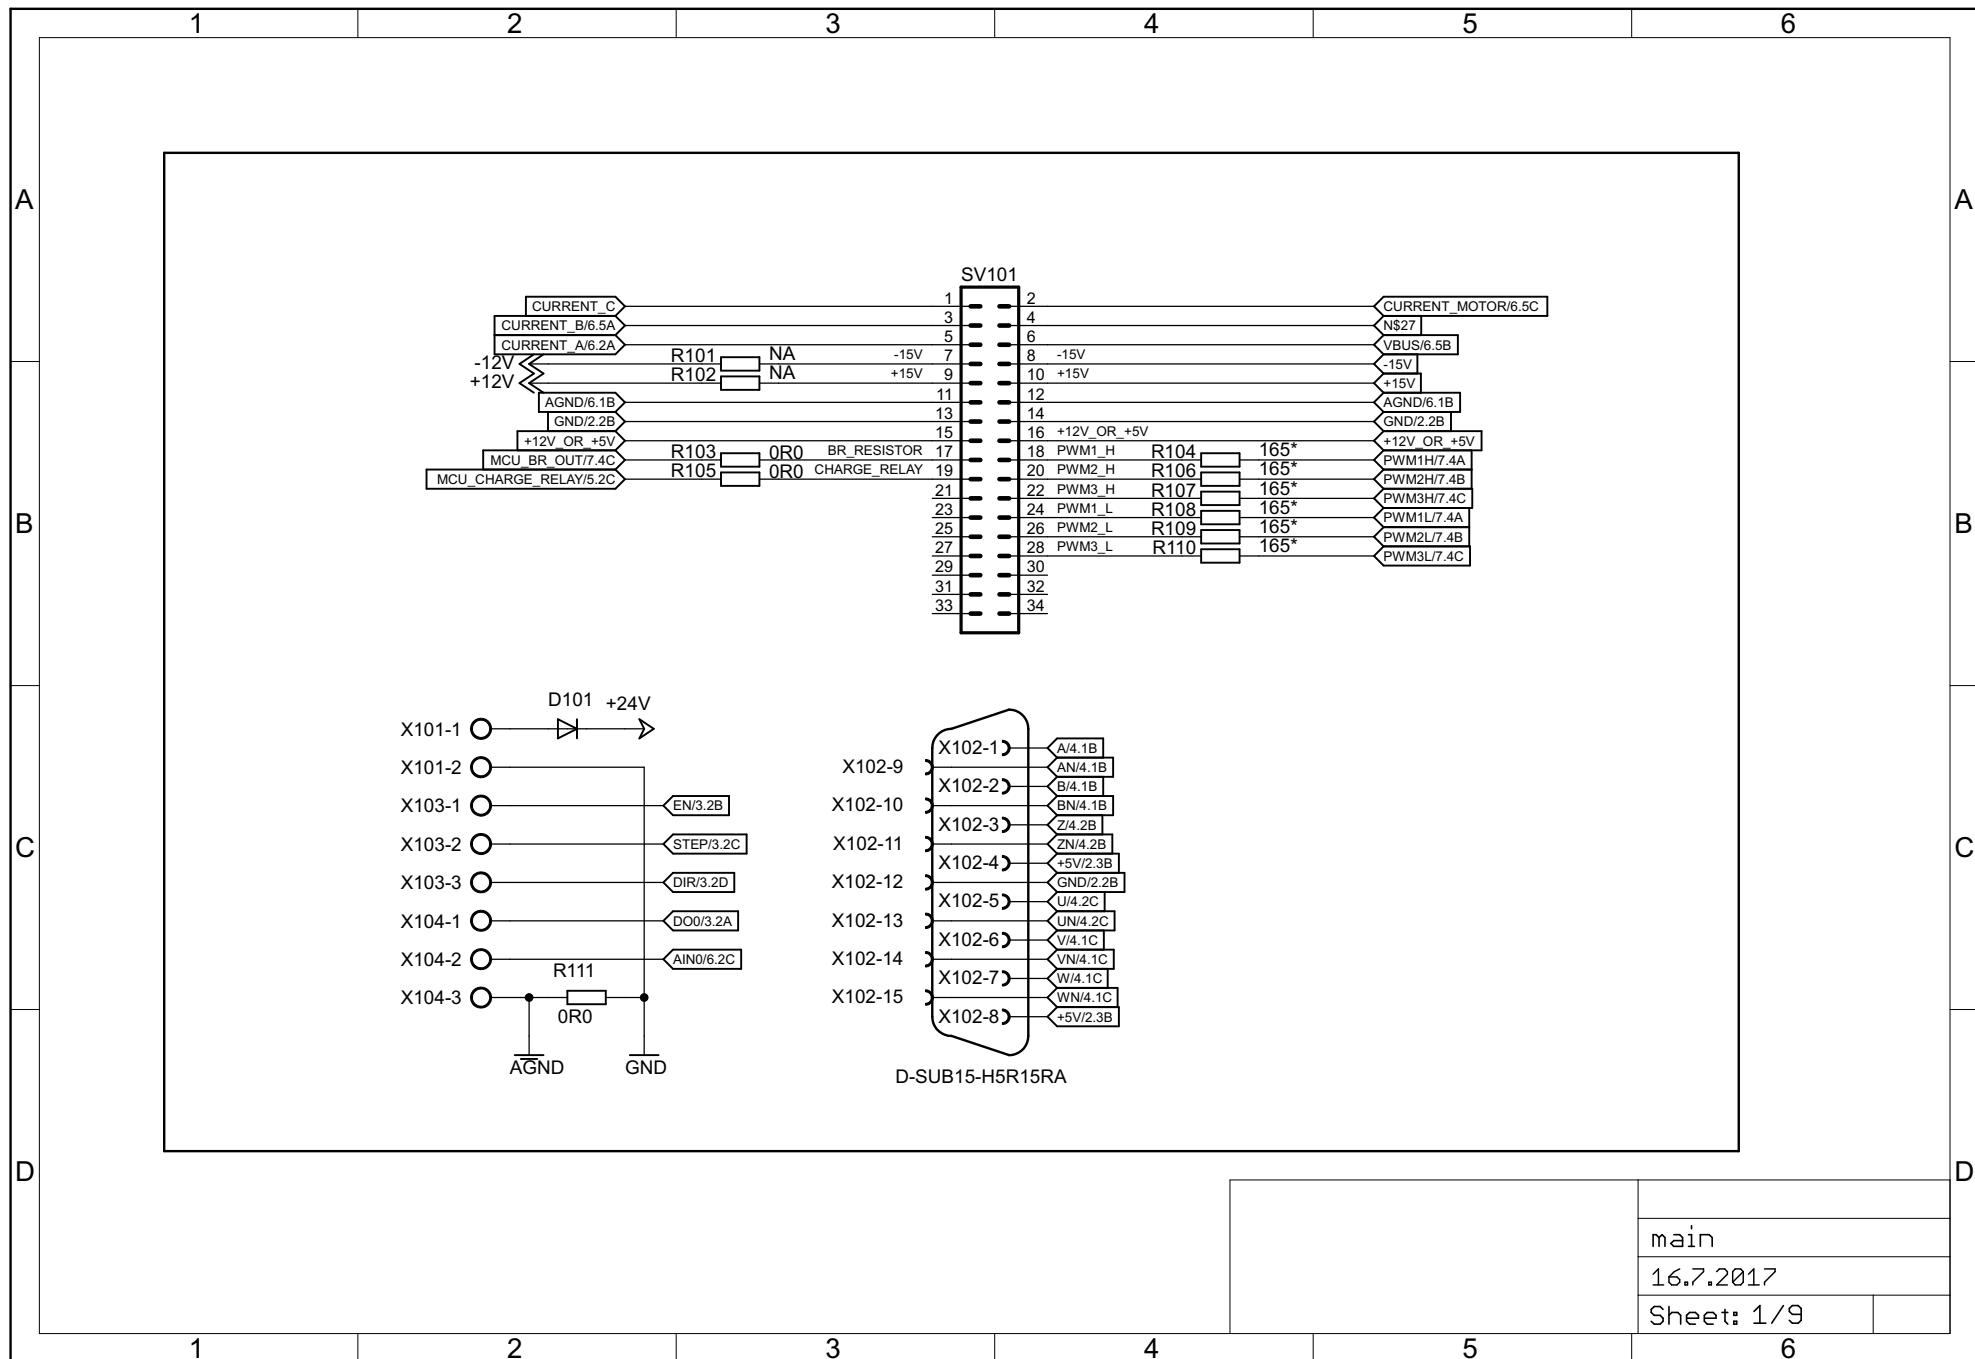 1 2 3 4 5 6
A A
SV101
CURRENT_C 1 2 CURRENT_MOTOR/6.5C
CURRENT_B/6.5A 3 4 N$27
CURRENT_A/6.2A 5 6 VBUS/6.5B
-12V R101 NA -15V 7 8 -15V -15V
+12V R102 NA +15V 9 10 +15V +15V
AGND/6.1B 11 12 AGND/6.1B
GND/2.2B 13 14 GND/2.2B
+12V_OR_+5V 15 16 +12V_OR_+5V +12V_OR_+5V
MCU_BR_OUT/7.4C R103 0R0 BR_RESISTOR 17 18 PWM1_H R104 165* PWM1H/7.4A
MCU_CHARGE_RELAY/5.2C R105 0R0 CHARGE_RELAY 19 20 PWM2_H R106 165* PWM2H/7.4B
21 22 PWM3_H R107 165* PWM3H/7.4C
23 24 PWM1_L R108 165* PWM1L/7.4A
B B
25 26 PWM2_L R109 165* PWM2L/7.4B
27 28 PWM3_L R110 165* PWM3L/7.4C
29 30
31 32
33 34
D101 +24V
X101-1
X101-2
X103-1 EN/3.2B
X103-2 STEP/3.2C
C C
X103-3 DIR/3.2D
X104-1 DO0/3.2A
X104-2 AIN0/6.2C
R111
X104-3
0R0
AGND GND
X102-1 A/4.1B
X102-9 AN/4.1B
X102-2 B/4.1B
X102-10 BN/4.1B
X102-3 Z/4.2B
X102-11 ZN/4.2B
X102-4 +5V/2.3B
X102-12 GND/2.2B
X102-5 U/4.2C
X102-13 UN/4.2C
X102-6 V/4.1C
X102-14 VN/4.1C
X102-7 W/4.1C
X102-15 WN/4.1C
X102-8 +5V/2.3B
D-SUB15-H5R15RA
D D
main
16.7.2017
Sheet: 1/9
1 2 3 4 5 6